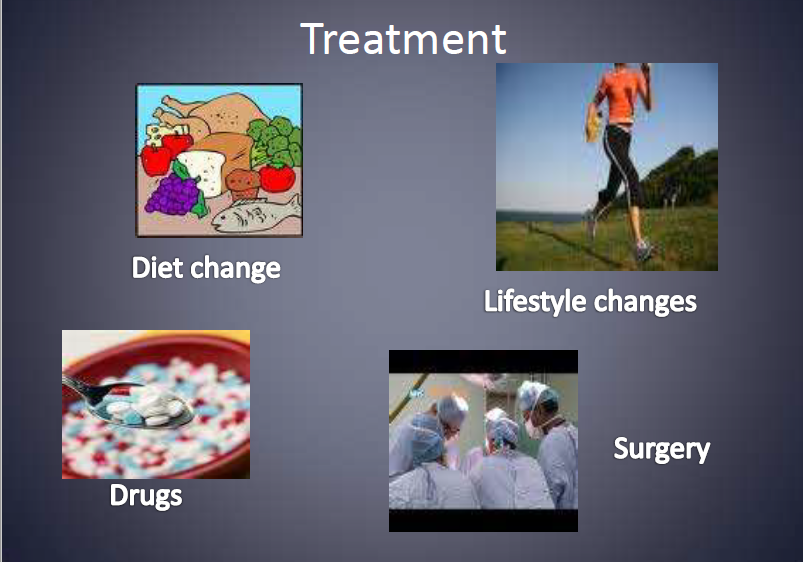 Treatment
Diet change
Lifestyle changes
Drugs
Surgery